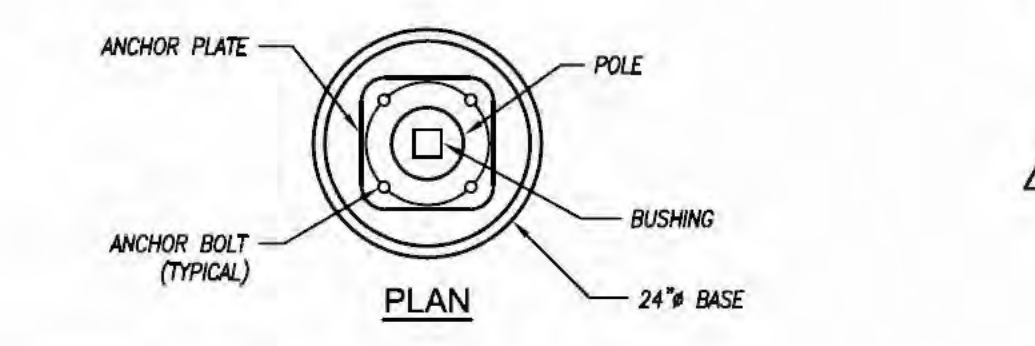 ANCHOR PLATE
POLE
BUSHING
ANCHOR BOLT
(TYPICAL)
24"ø BASE
PLAN